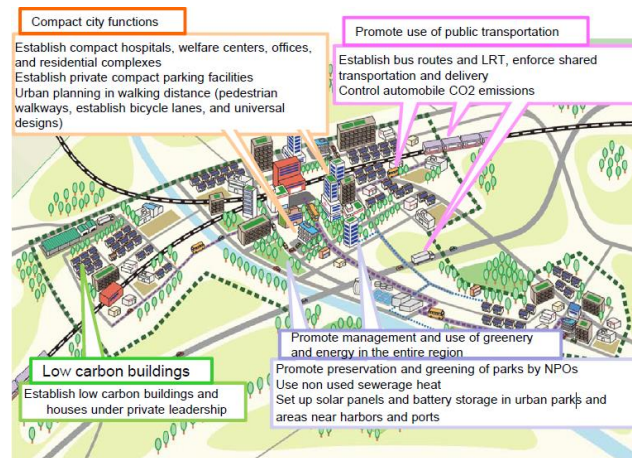 Compact city functions
Establish compact hospitals, welfare centers, offices,
and residential complexes
Establish private compact parking facilities
Urban planning in walking distance (pedestrian
walkways, establish bicycle lanes, and universal
designs)
Promote use of public transportation
Establish bus routes and LRT, enforce shared
transportation and delivery
Control automobile CO2 emissions
Low carbon buildings
Establish low carbon buildings and
houses under private leadership
Promote management and use of greenery
and energy in the entire region
Promote preservation and greening of parks by NPOs
Use non used sewerage heat
Set up solar panels and battery storage in urban parks and
areas near harbors and ports